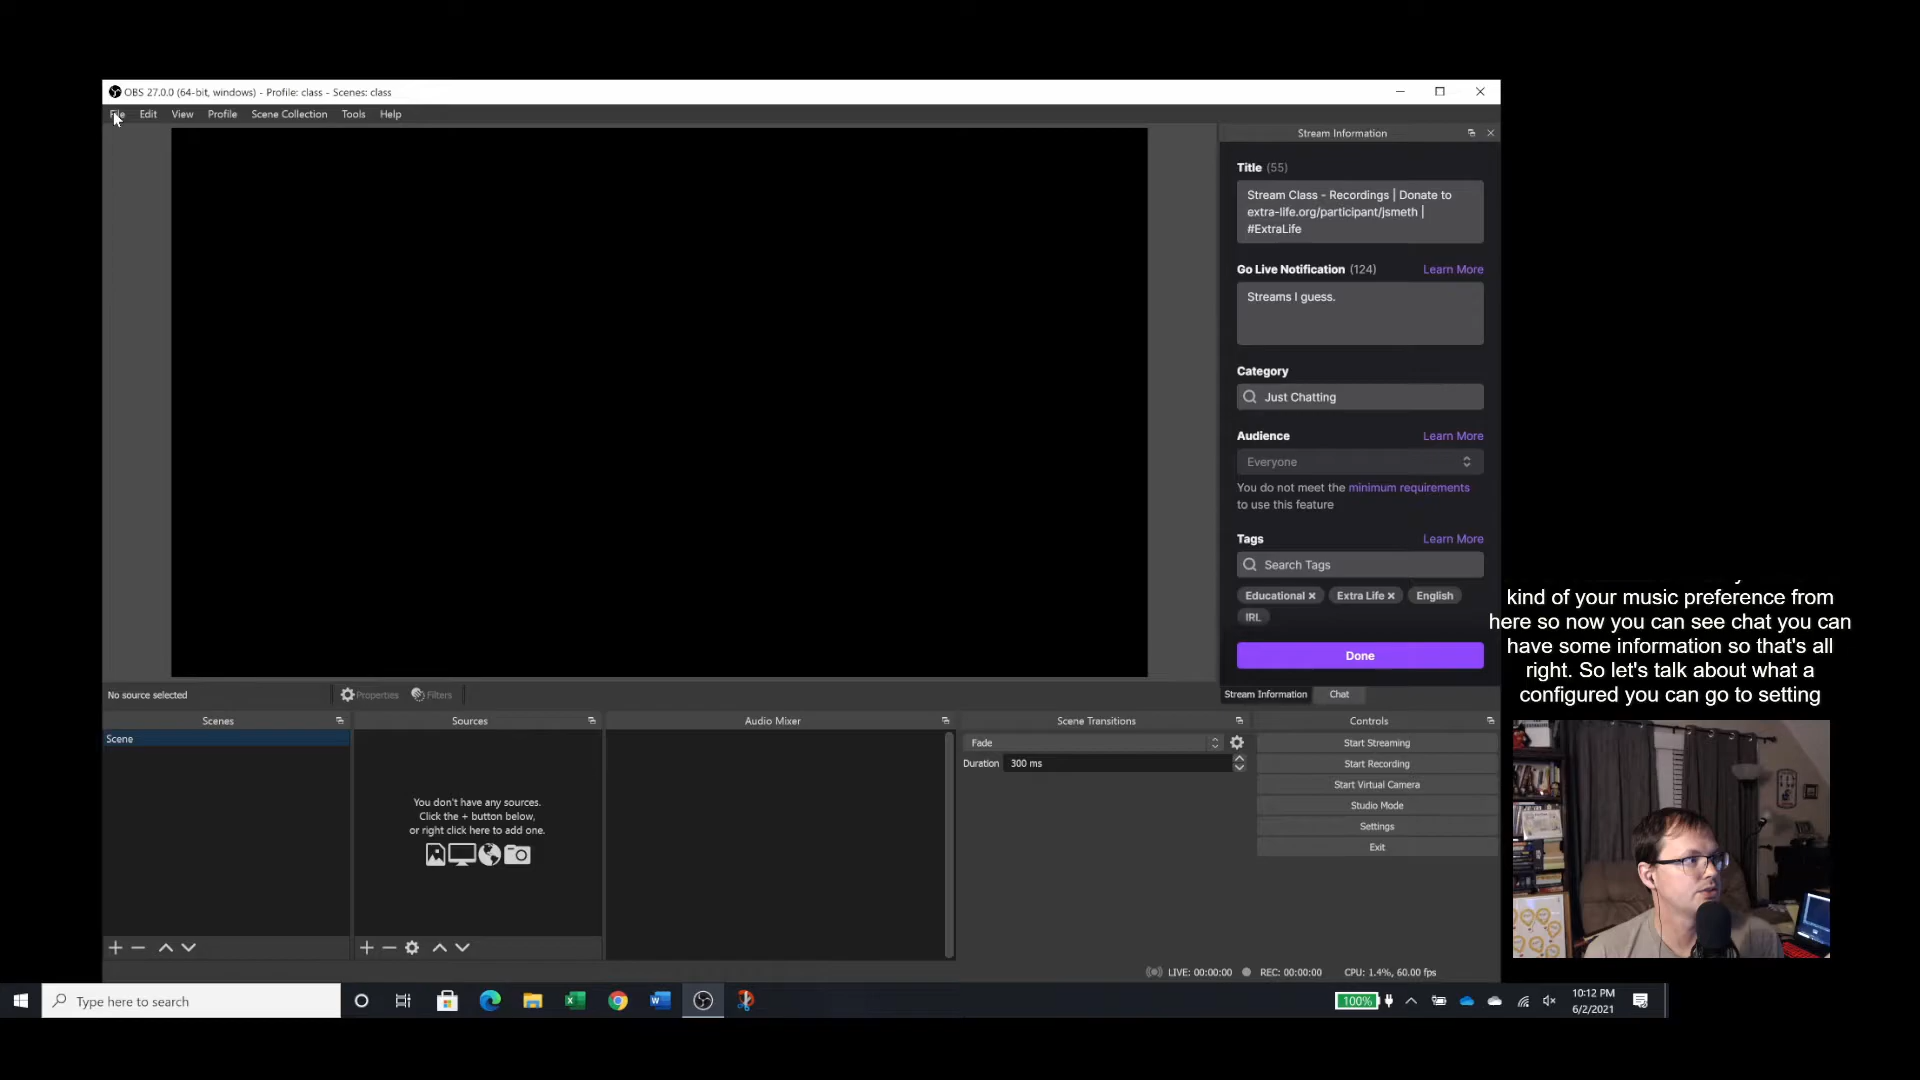 OBS 27.0.0 (64-bit, windows) - Profile: class - Scenes: class
File Edit View Profile Scene Collection Tools Help
Stream Information
Title (55)
Stream Class - Recordings | Donate to
extra-life.org/participant/jsmeth |
#ExtraLife
Go Live Notification (124) Learn More
Streams I guess.
Category
Just Chatting
Audience Learn More
Everyone
You do not meet the minimum requirements
to use this feature
Tags Learn More
Search Tags
Educational × Extra Life × English
IRL
Done
Stream Information Chat
kind of your music preference from
here so now you can see chat you can
have some information so that's all
right. So let's talk about what a
configured you can go to setting
No source selected Properties Filters
Scenes Sources Audio Mixer Scene Transitions Controls
Scene
You don't have any sources.
Click the + button below,
or right click here to add one.
Fade
Duration 300 ms
Start Streaming
Start Recording
Start Virtual Camera
Studio Mode
Settings
Exit
LIVE: 00:00:00 REC: 00:00:00 CPU: 1.4%, 60.00 fps
Type here to search
100%
10:12 PM
6/2/2021